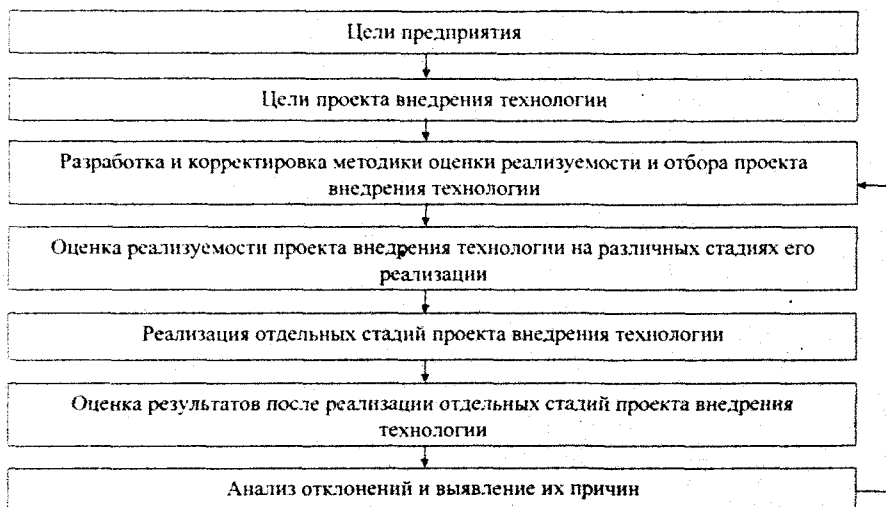 Цели предприятия
Цели проекта внедрения технологии
Разработка и корректировка методики оценки реализуемости и отбора проекта
внедрения технологии
Оценка реализуемости проекта внедрения технологии на различных стадиях его
реализации
Реализация отдельных стадий проекта внедрения технологии
Оценка результатов после реализации отдельных стадий проекта внедрения
технологии
Анализ отклонений и выявление их причин